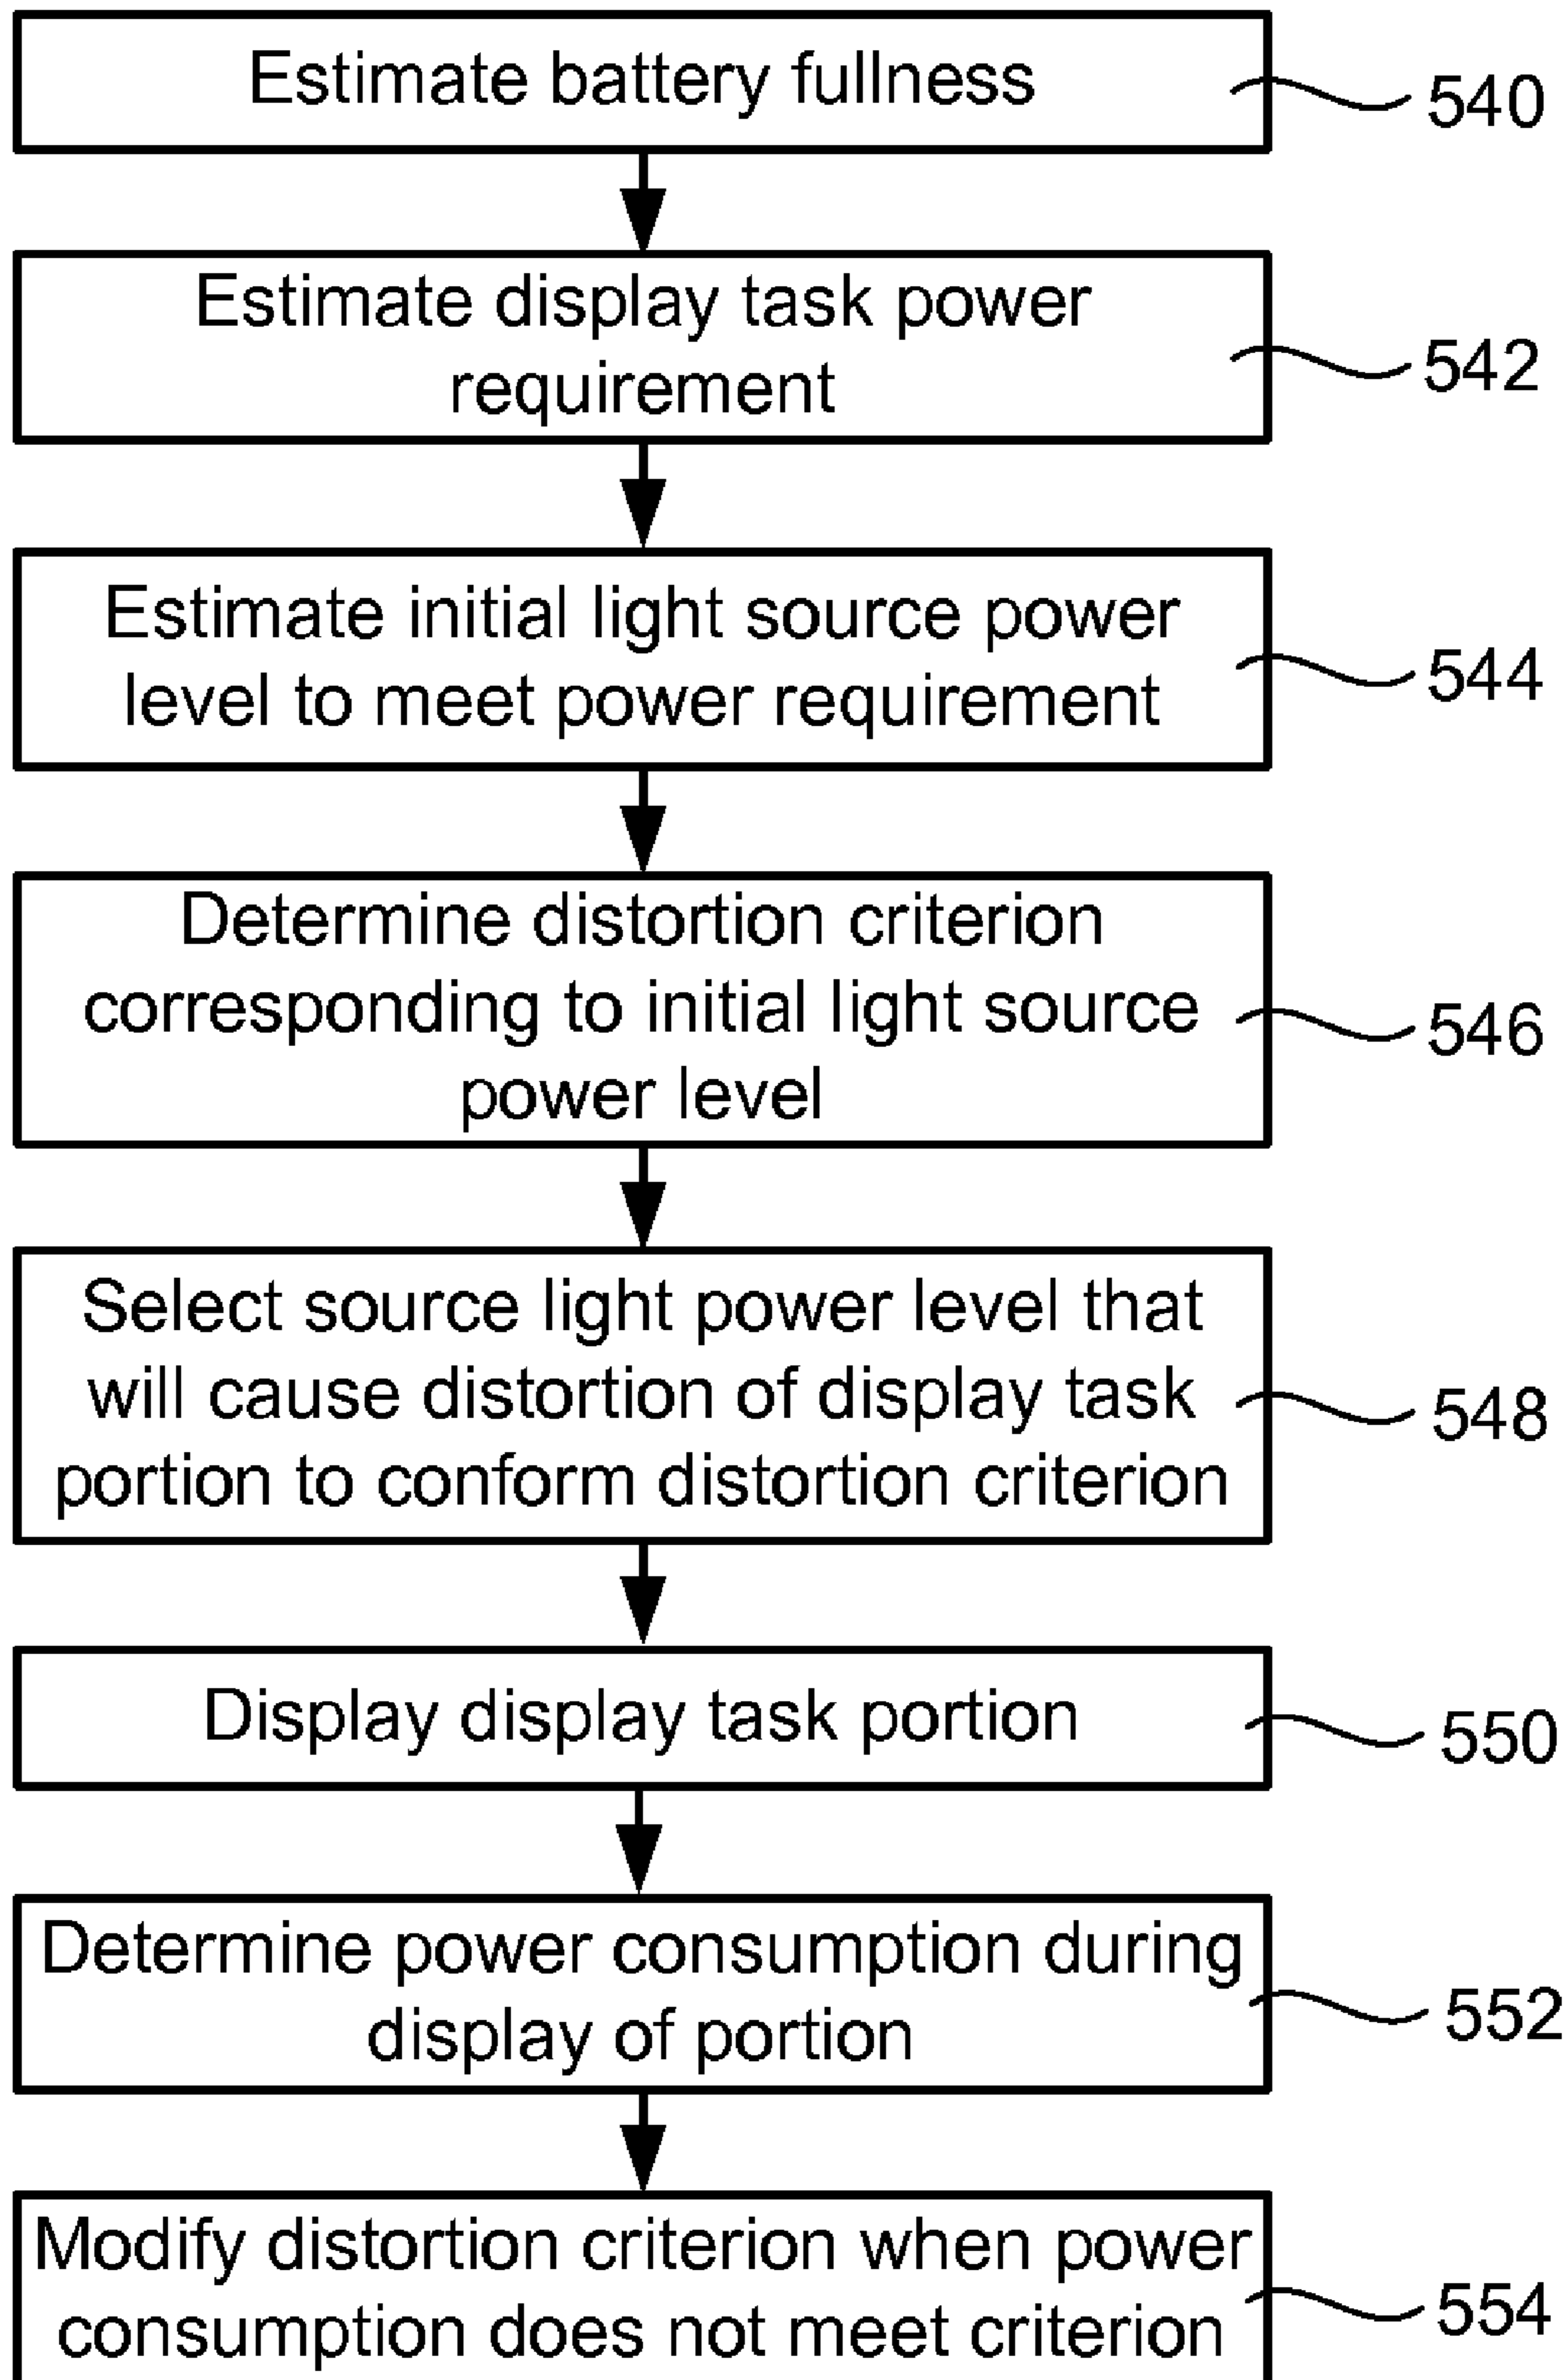 Estimate battery fullness
540
Estimate display task power
requirement
542
Estimate initial light source power
level to meet power requirement
544
Determine distortion criterion
corresponding to initial light source
power level
546
Select source light power level that
will cause distortion of display task
portion to conform distortion criterion
548
Display display task portion
550
Determine power consumption during
display of portion
552
Modify distortion criterion when power
consumption does not meet criterion
554